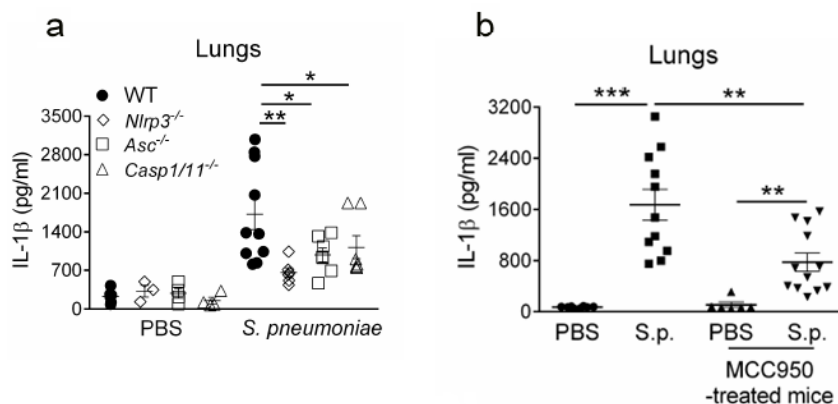 a
Lungs
WT
Nlrp3-/-
Asc-/-
Casp1/11-/-
*
*
**
IL-1β (pg/ml)
3500
2800
2100
1400
700
0
PBS
S. pneumoniae
b
Lungs
***
**
**
IL-1β (pg/ml)
3200
2400
1600
800
0
PBS
S.p.
PBS
S.p.
MCC950
-treated mice